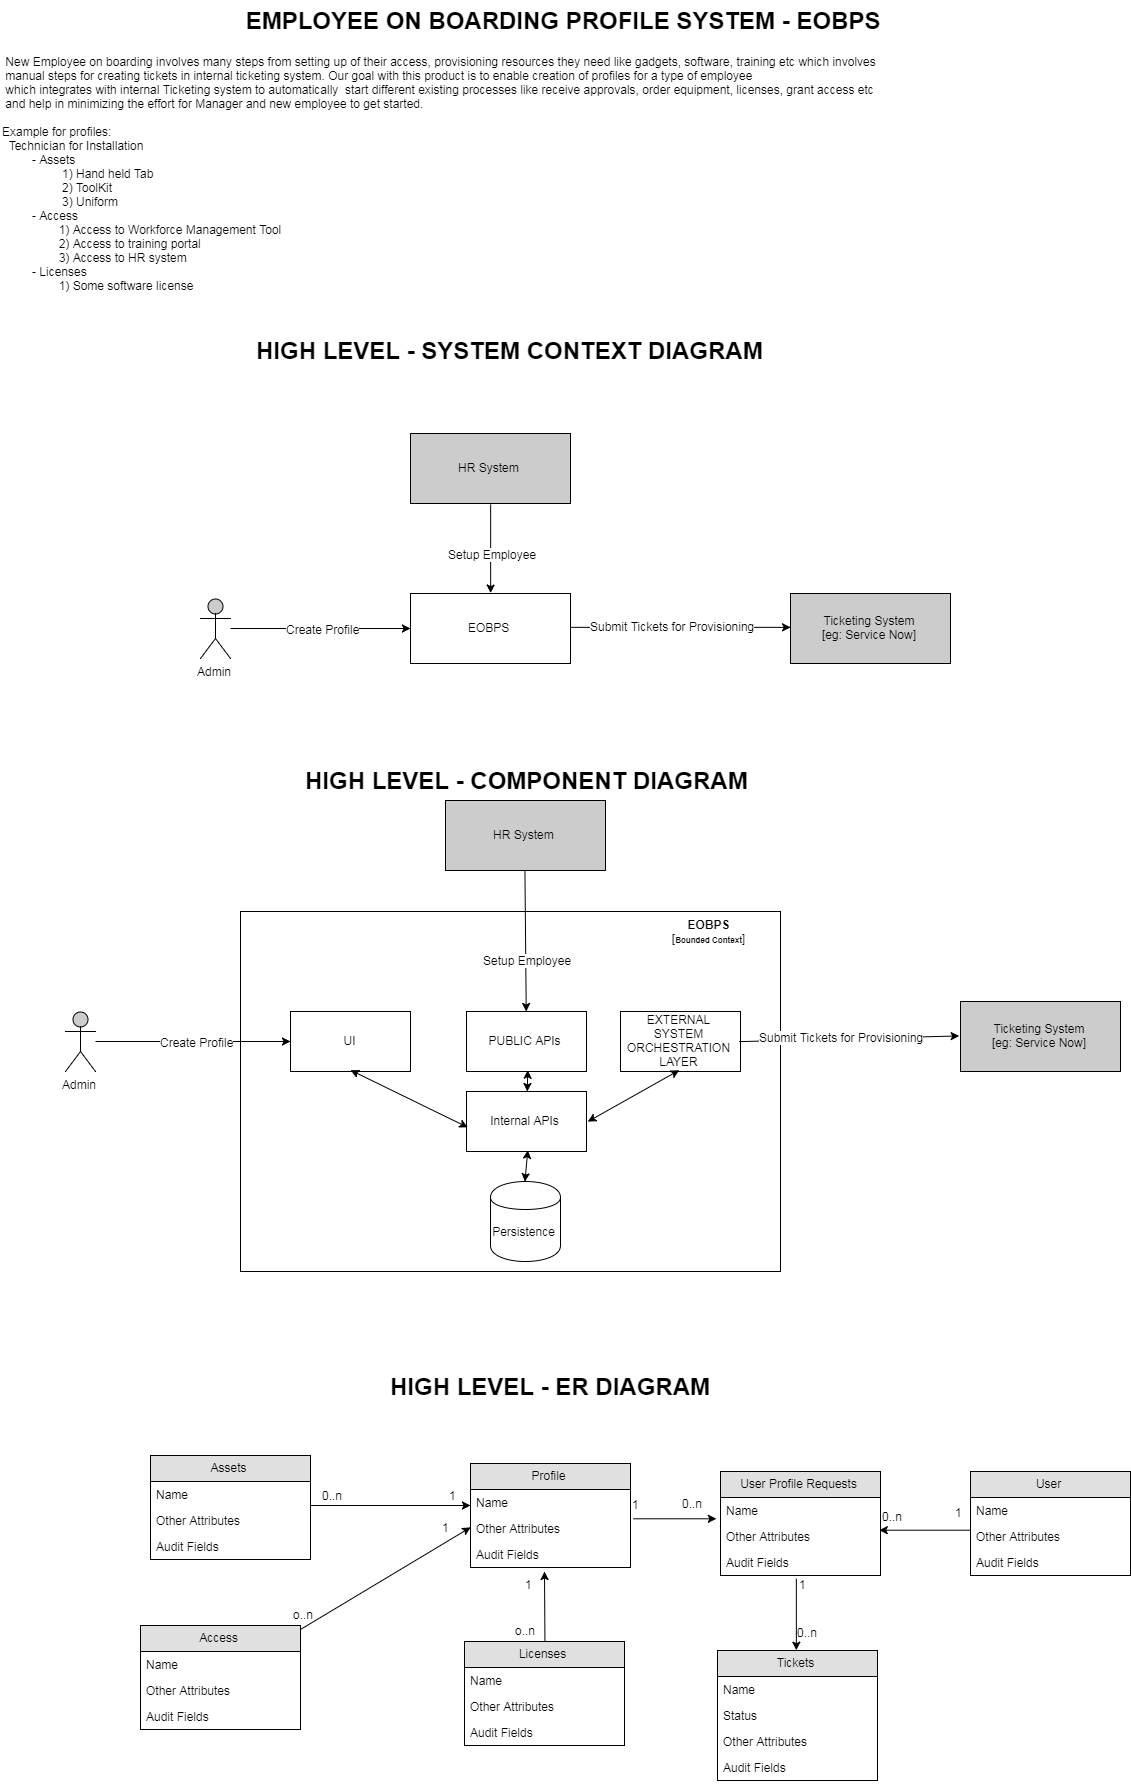 EMPLOYEE ON BOARDING PROFILE SYSTEM - EOBPS
New Employee on boarding involves many steps from setting up of their access, provisioning resources they need like gadgets, software, training etc which involves
manual steps for creating tickets in internal ticketing system. Our goal with this product is to enable creation of profiles for a type of employee
which integrates with internal Ticketing system to automatically  start different existing processes like receive approvals, order equipment, licenses, grant access etc
and help in minimizing the effort for Manager and new employee to get started.
Example for profiles:
Technician for Installation
- Assets
1) Hand held Tab
2) ToolKit
3) Uniform
- Access
1) Access to Workforce Management Tool
2) Access to training portal
3) Access to HR system
- Licenses
1) Some software license
HIGH LEVEL - SYSTEM CONTEXT DIAGRAM
HR System
Setup Employee
Admin
Create Profile
EOBPS
Submit Tickets for Provisioning
Ticketing System
[eg: Service Now]
HIGH LEVEL - COMPONENT DIAGRAM
HR System
EOBPS
[Bounded Context]
Setup Employee
Admin
Create Profile
UI
PUBLIC APIs
EXTERNAL
SYSTEM
ORCHESTRATION
LAYER
Submit Tickets for Provisioning
Ticketing System
[eg: Service Now]
Internal APIs
Persistence
HIGH LEVEL - ER DIAGRAM
Assets
Name
Other Attributes
Audit Fields
0..n
1
Profile
Name
Other Attributes
Audit Fields
1
0..n
User Profile Requests
Name
Other Attributes
Audit Fields
0..n
1
User
Name
Other Attributes
Audit Fields
1
o..n
Access
Name
Other Attributes
Audit Fields
1
o..n
Licenses
Name
Other Attributes
Audit Fields
1
0..n
Tickets
Name
Status
Other Attributes
Audit Fields